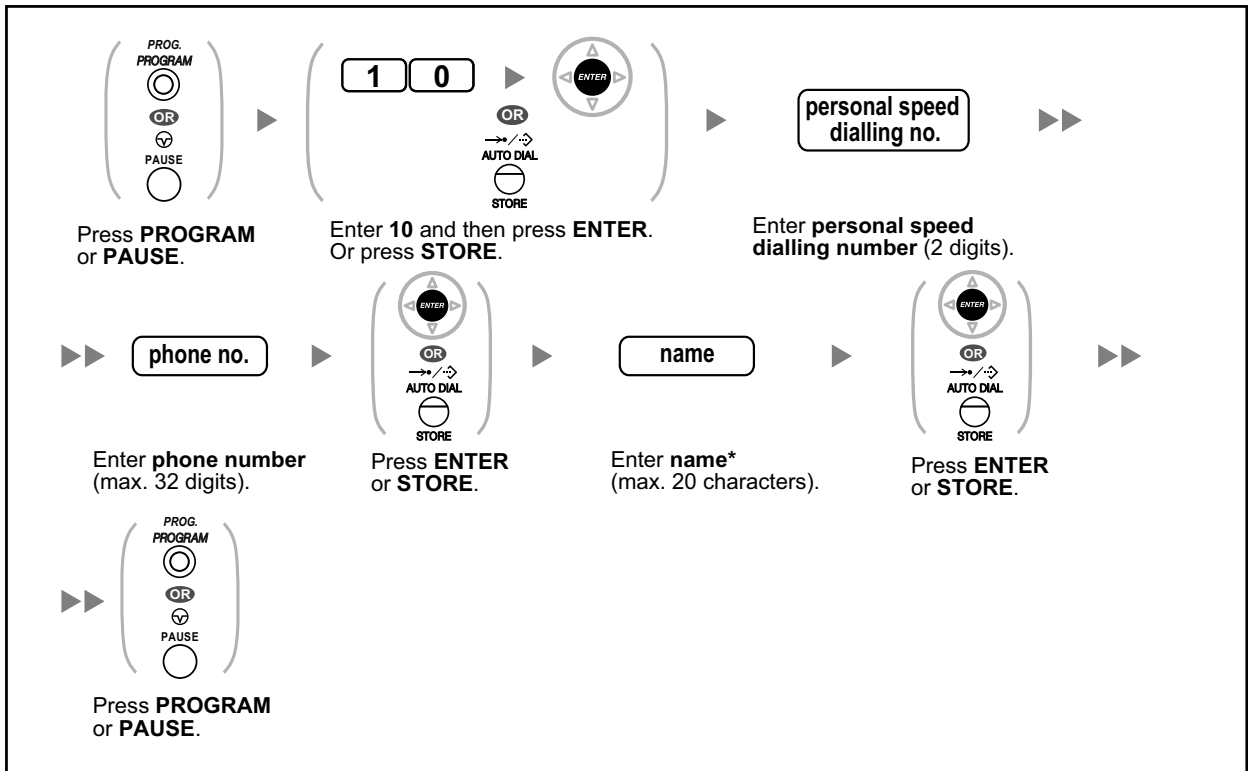 PROG.
PROGRAM
OR
PAUSE
Press PROGRAM
or PAUSE.
1 0
ENTER
OR
AUTO DIAL
STORE
Enter 10 and then press ENTER.
Or press STORE.
personal speed
dialling no.
Enter personal speed
dialling number (2 digits).
phone no.
Enter phone number
(max. 32 digits).
ENTER
OR
AUTO DIAL
STORE
Press ENTER
or STORE.
name
Enter name*
(max. 20 characters).
ENTER
OR
AUTO DIAL
STORE
Press ENTER
or STORE.
PROG.
PROGRAM
OR
PAUSE
Press PROGRAM
or PAUSE.